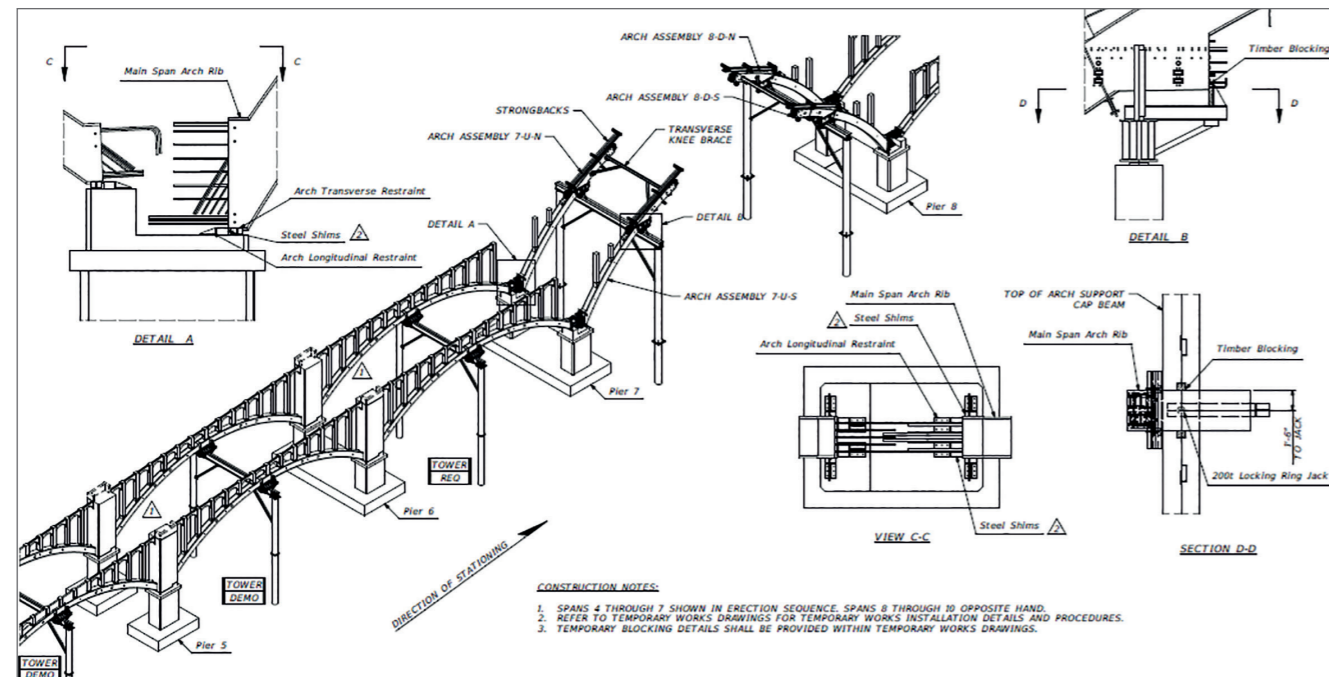 C
C
Main Span Arch Rib
Arch Transverse Restraint
Steel Shims 2
Arch Longitudinal Restraint
DETAIL A
ARCH ASSEMBLY 8-D-N
ARCH ASSEMBLY 8-D-S
STRONGBACKS
ARCH ASSEMBLY 7-U-N
TRANSVERSE
KNEE BRACE
DETAIL A
DETAIL B
ARCH ASSEMBLY 7-U-S
Pier 8
Pier 7
1
Pier 6
1
Pier 5
TOWER
REQ
TOWER
DEMO
TOWER
DEMO
DIRECTION OF STATIONING
Timber Blocking
D
D
DETAIL B
Main Span Arch Rib
2 Steel Shims
Arch Longitudinal Restraint
Steel Shims 2
VIEW C-C
TOP OF ARCH SUPPORT
CAP BEAM
Main Span Arch Rib
Timber Blocking
1'-6"
TO JACK
200t Locking Ring Jack
SECTION D-D
CONSTRUCTION NOTES:
1. SPANS 4 THROUGH 7 SHOWN IN ERECTION SEQUENCE. SPANS 8 THROUGH 10 OPPOSITE HAND.
2. REFER TO TEMPORARY WORKS DRAWINGS FOR TEMPORARY WORKS INSTALLATION DETAILS AND PROCEDURES.
3. TEMPORARY BLOCKING DETAILS SHALL BE PROVIDED WITHIN TEMPORARY WORKS DRAWINGS.